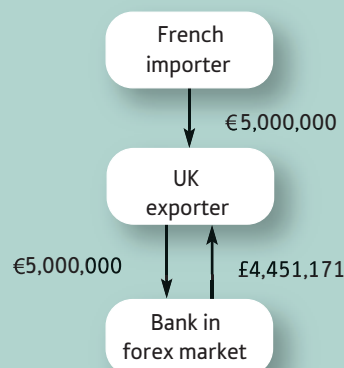 French
importer
€5,000,000
UK
exporter
€5,000,000
£4,451,171
Bank in
forex market